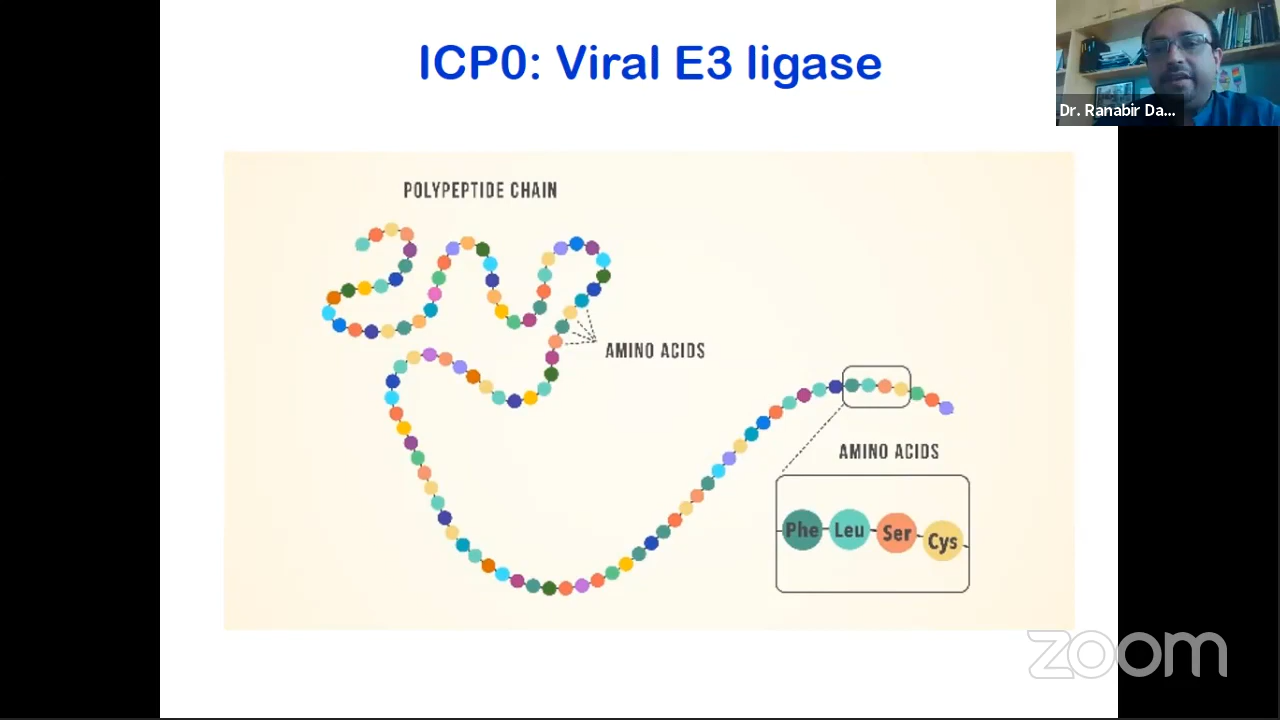 ICP0: Viral E3 ligase
Dr. Ranabir Da...
POLYPEPTIDE CHAIN
AMINO ACIDS
AMINO ACIDS
Phe Leu Ser Cys
zoom